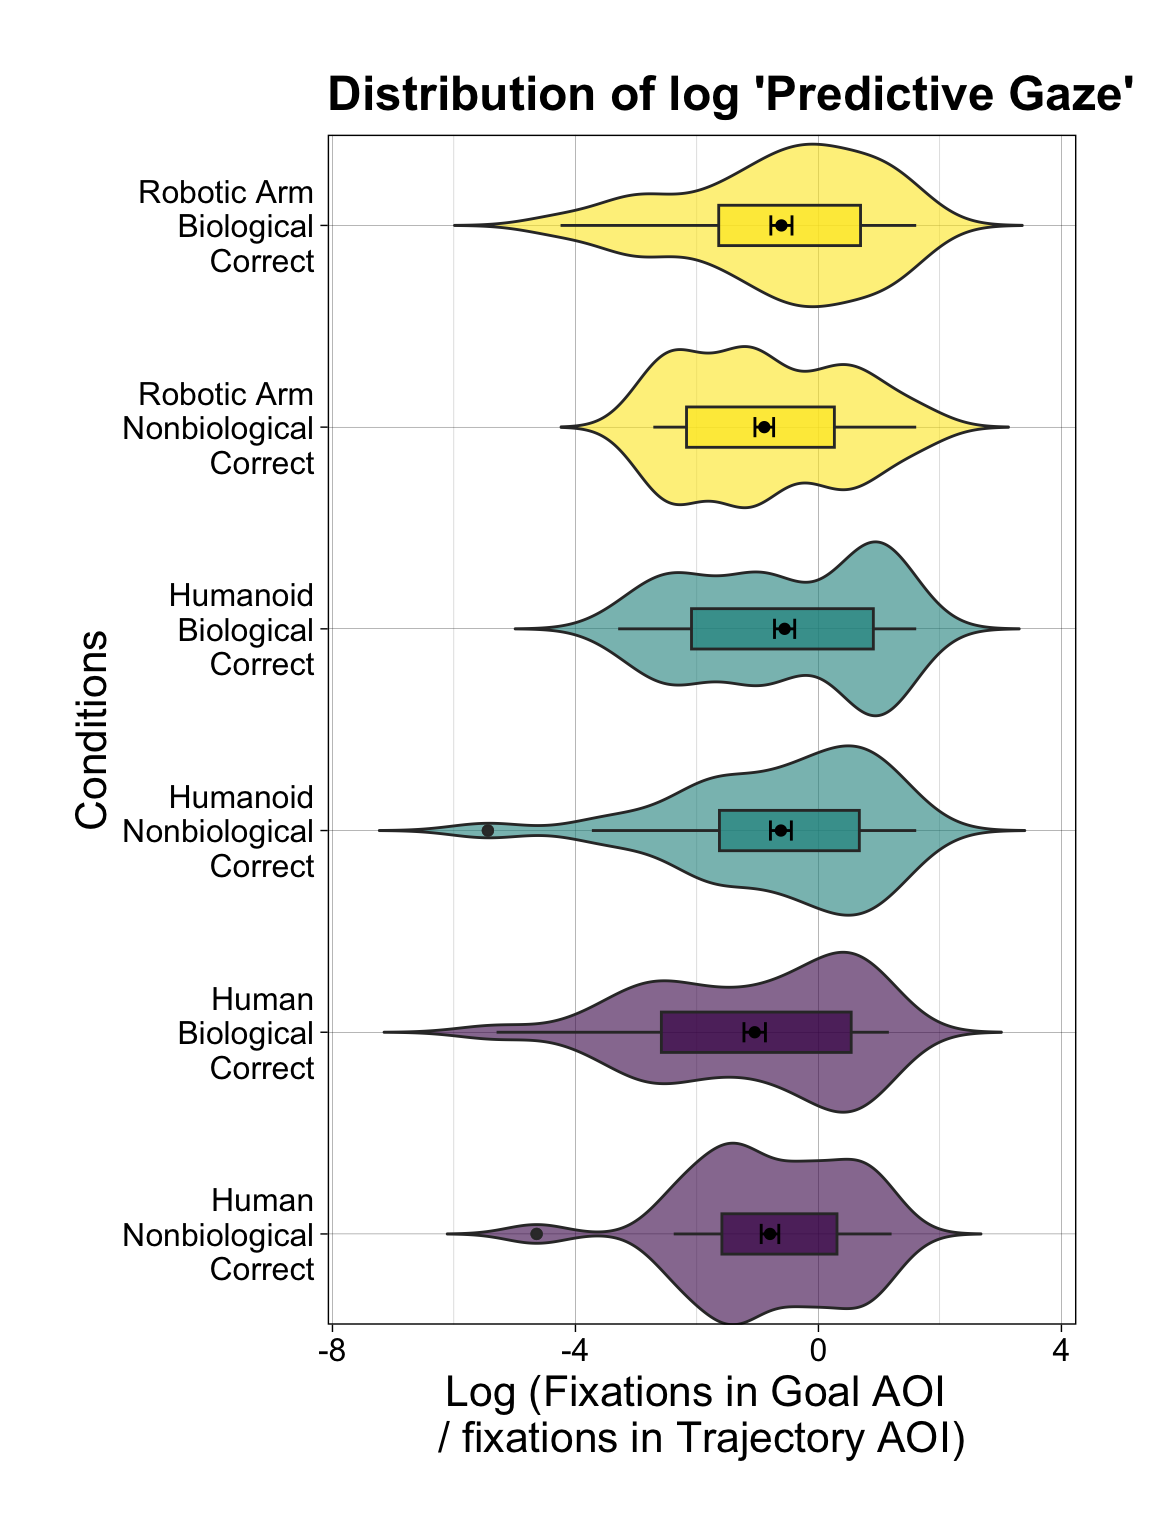 Distribution of log 'Predictive Gaze'
Robotic Arm
Biological
Correct
Robotic Arm
Nonbiological
Correct
Humanoid
Biological
Correct
Humanoid
Nonbiological
Correct
Human
Biological
Correct
Human
Nonbiological
Correct
Conditions
-8
-4
0
4
Log (Fixations in Goal AOI
/ fixations in Trajectory AOI)